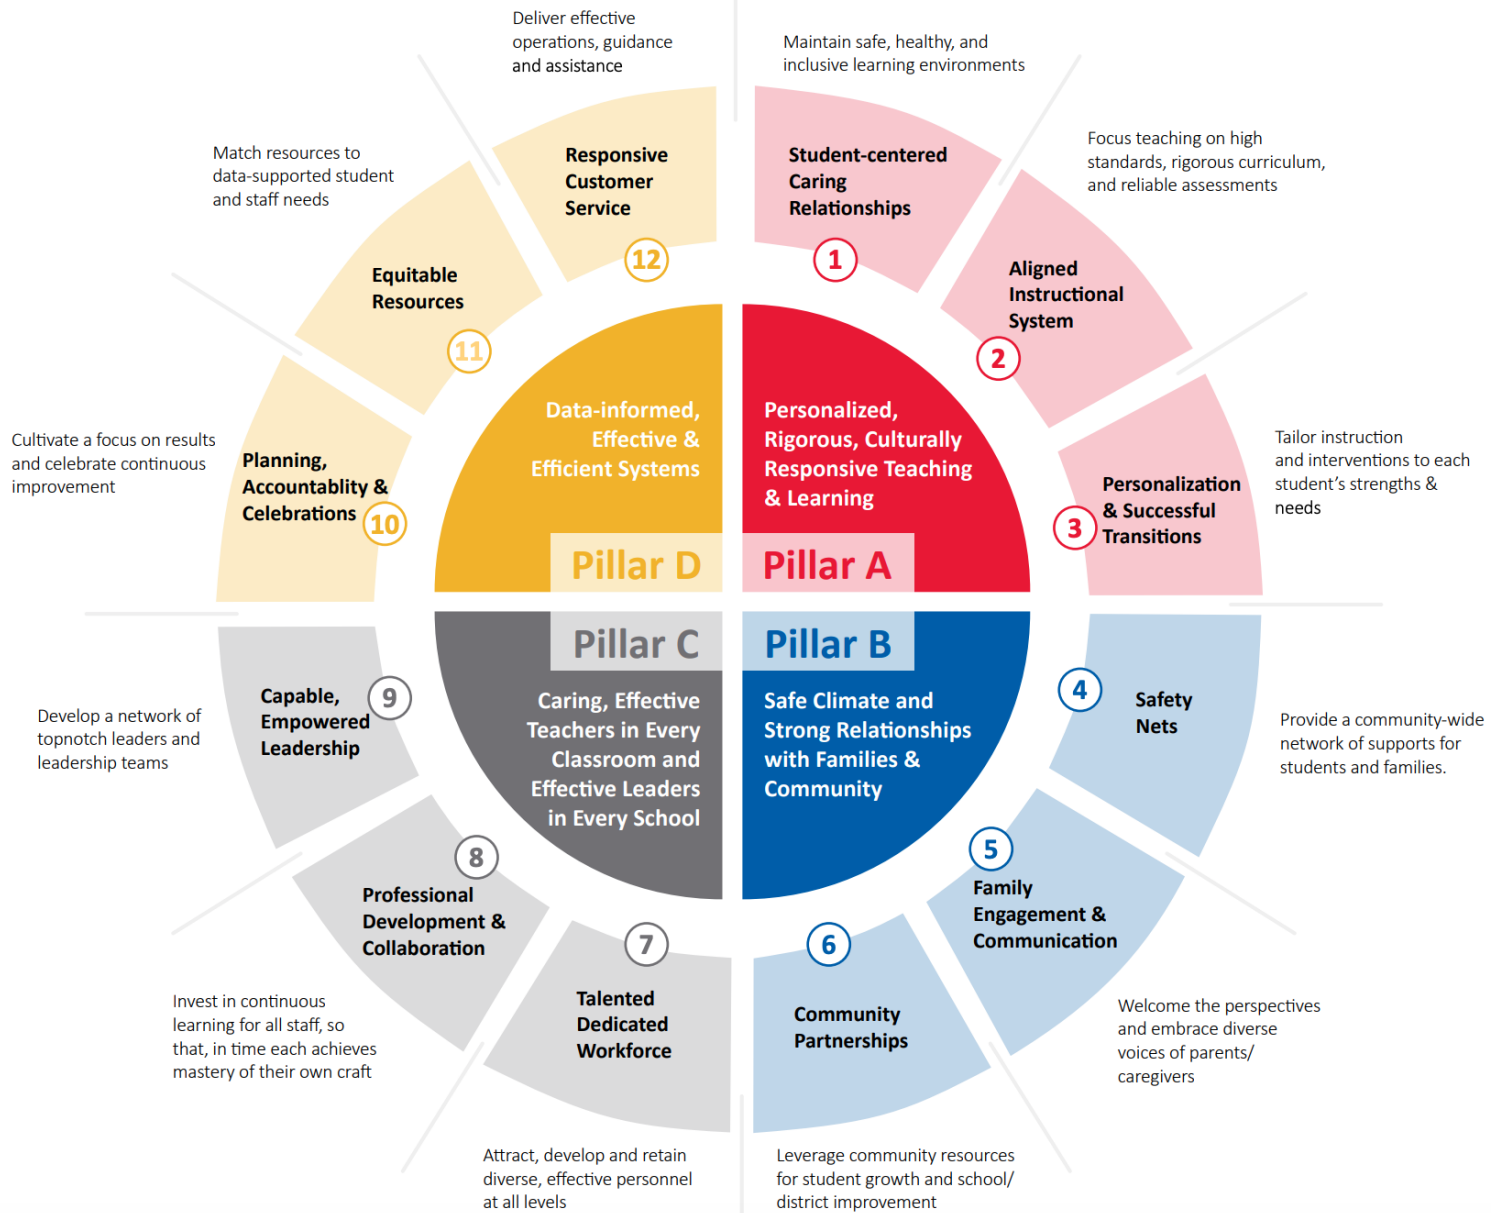 Deliver effective
operations, guidance
and assistance
Maintain safe, healthy, and
inclusive learning environments
Match resources to
data-supported student
and staff needs
Responsive
Customer
Service
12
Student-centered
Caring
Relationships
1
Focus teaching on high
standards, rigorous curriculum,
and reliable assessments
Equitable
Resources
11
Aligned
Instructional
System
2
Cultivate a focus on results
and celebrate continuous
improvement
Planning,
Accountablity &
Celebrations
10
Data-informed,
Effective &
Efficient Systems
Pillar D
Personalized,
Rigorous, Culturally
Responsive Teaching
& Learning
Pillar A
3
Personalization
& Successful
Transitions
Tailor instruction
and interventions to each
student's strengths &
needs
Develop a network of
topnotch leaders and
leadership teams
Capable,
Empowered
Leadership
9
Pillar C
Caring, Effective
Teachers in Every
Classroom and
Effective Leaders
in Every School
Pillar B
Safe Climate and
Strong Relationships
with Families &
Community
4
Safety
Nets
Provide a community-wide
network of supports for
students and families.
8
Professional
Development &
Collaboration
5
Family
Engagement &
Communication
Invest in continuous
learning for all staff, so
that, in time each achieves
mastery of their own craft
7
Talented
Dedicated
Workforce
6
Community
Partnerships
Welcome the perspectives
and embrace diverse
voices of parents/
caregivers
Attract, develop and retain
diverse, effective personnel
at all levels
Leverage community resources
for student growth and school/
district improvement